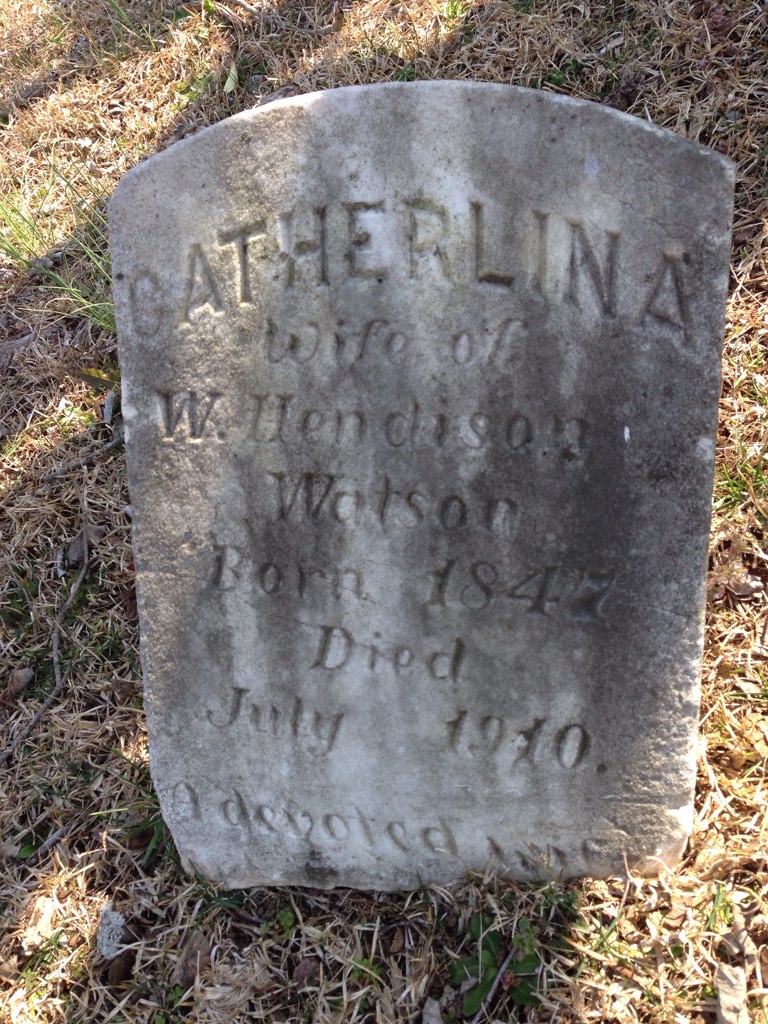 CATHERLINA
Wife of
W. Hendison
Watson
Born 1847
Died
July 1910.
A devoted